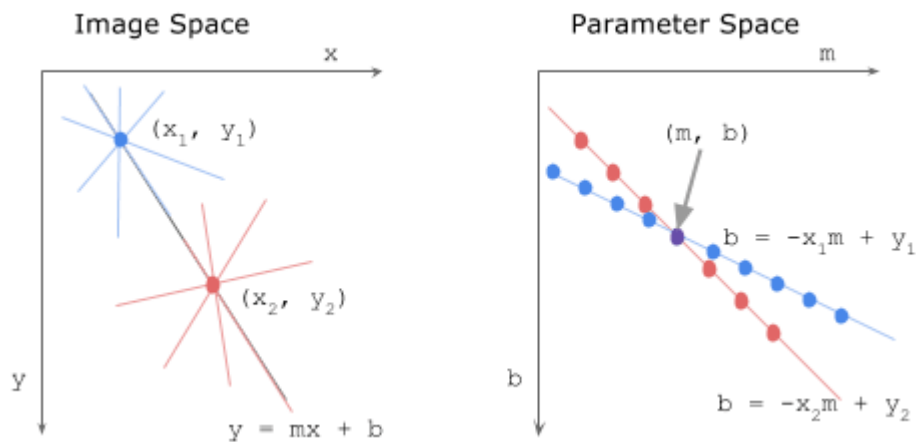 Image Space
x
(x₁, y₁)
(x₂, y₂)
y
y = mx + b
Parameter Space
m
(m, b)
b = -x₁m + y₁
b
b = -x₂m + y₂